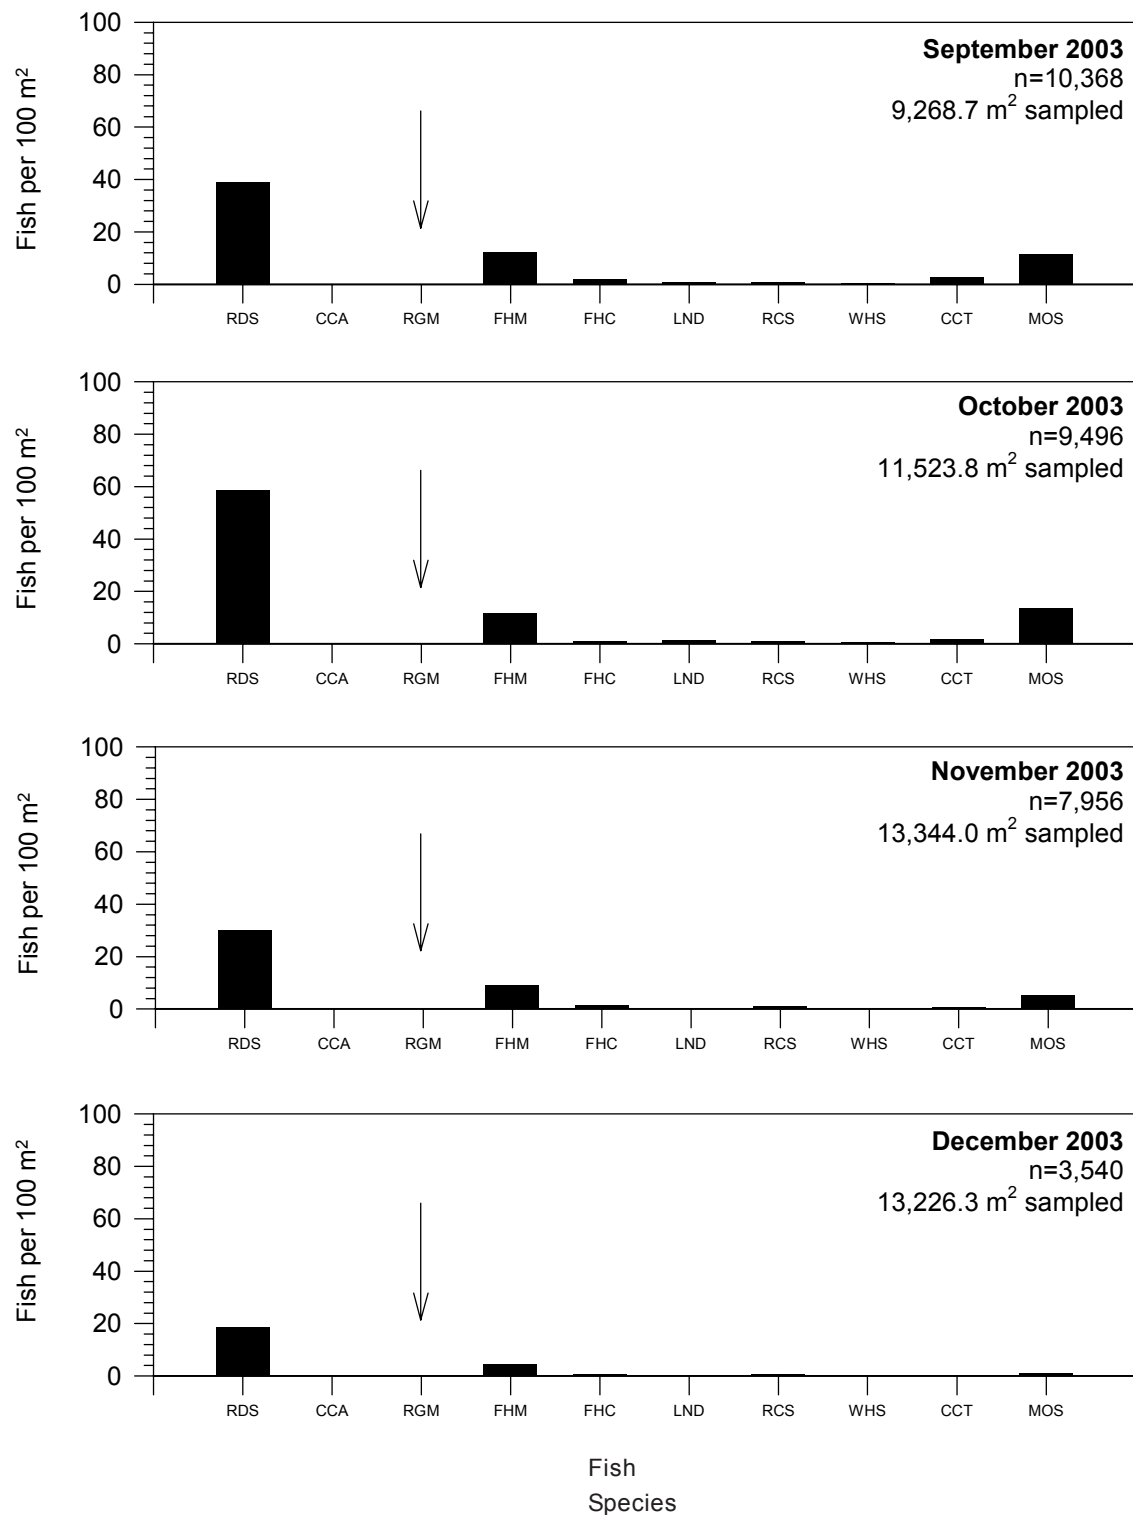 100
80
60
40
20
0
Fish per 100 m²
September 2003
n=10,368
9,268.7 m² sampled
RDS CCA RGM FHM FHC LND RCS WHS CCT MOS
100
80
60
40
20
0
Fish per 100 m²
October 2003
n=9,496
11,523.8 m² sampled
RDS CCA RGM FHM FHC LND RCS WHS CCT MOS
100
80
60
40
20
0
Fish per 100 m²
November 2003
n=7,956
13,344.0 m² sampled
RDS CCA RGM FHM FHC LND RCS WHS CCT MOS
100
80
60
40
20
0
Fish per 100 m²
December 2003
n=3,540
13,226.3 m² sampled
RDS CCA RGM FHM FHC LND RCS WHS CCT MOS
Fish
Species